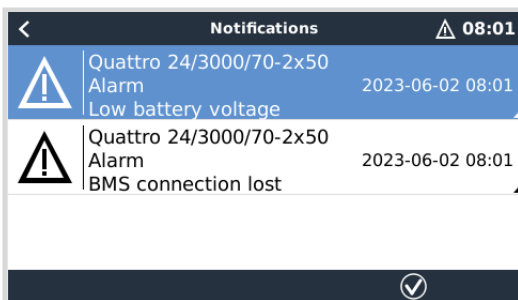 Notifications 08:01
Quattro 24/3000/70-2x50
Alarm 2023-06-02 08:01
Low battery voltage
Quattro 24/3000/70-2x50
Alarm 2023-06-02 08:01
BMS connection lost